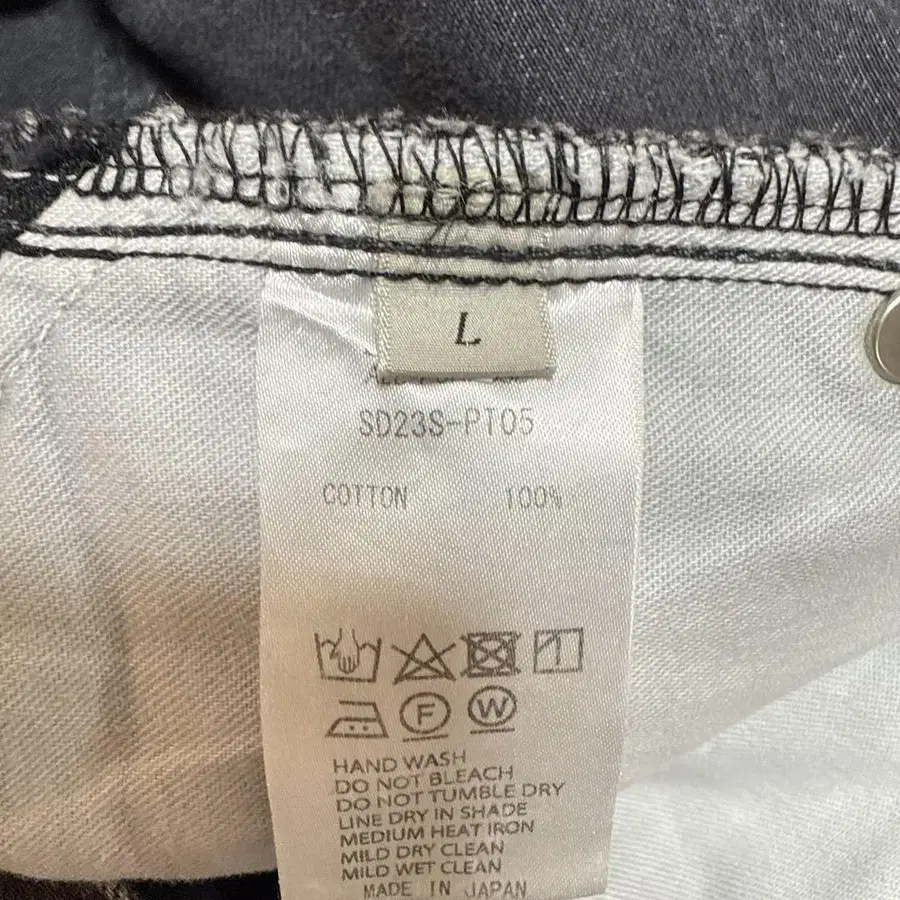 L
SD23S-PT05
COTTON 100%
F W
HAND WASH
DO NOT BLEACH
DO NOT TUMBLE DRY
LINE DRY IN SHADE
MEDIUM HEAT IRON
MILD DRY CLEAN
MILD WET CLEAN
MADE IN JAPAN